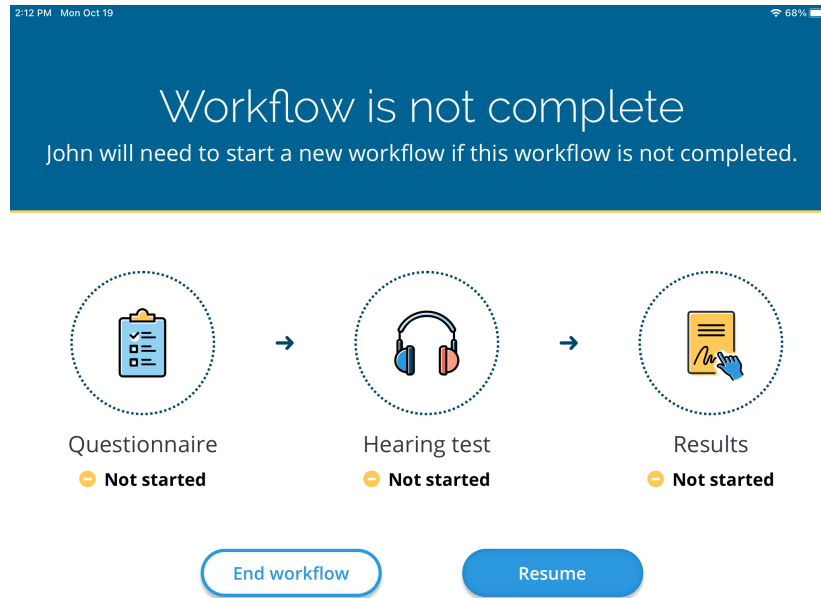 2:12 PM Mon Oct 19 68%
Workflow is not complete
John will need to start a new workflow if this workflow is not completed.
Questionnaire Hearing test Results
Not started Not started Not started
End workflow Resume